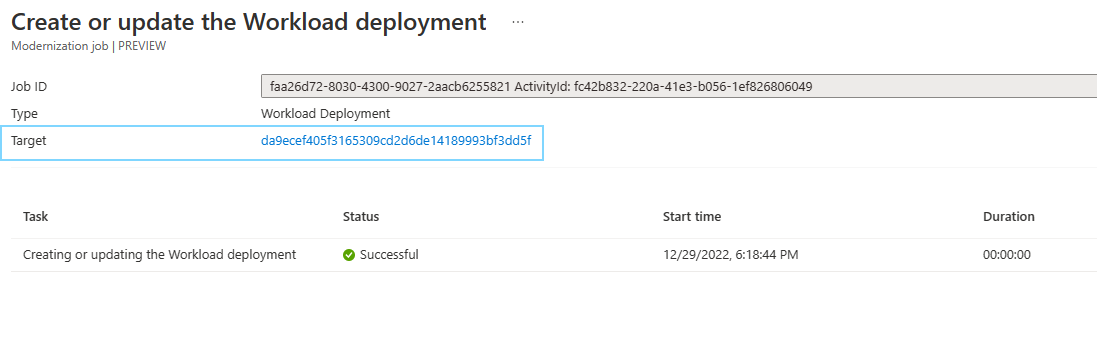 Create or update the Workload deployment ...
Modernization job | PREVIEW
Job ID faa26d72-8030-4300-9027-2aacb6255821 ActivityId: fc42b832-220a-41e3-b056-1ef826806049
Type Workload Deployment
Target da9ecef405f3165309cd2d6de14189993bf3dd5f
Task Status Start time Duration
Creating or updating the Workload deployment Successful 12/29/2022, 6:18:44 PM 00:00:00